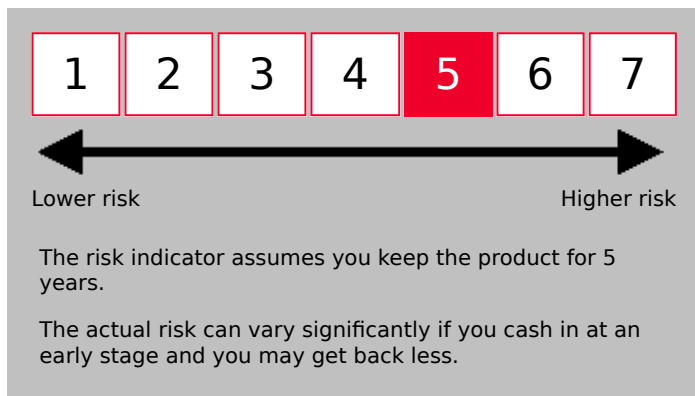 1 2 3 4 5 6 7
Lower risk Higher risk
The risk indicator assumes you keep the product for 5
years.
The actual risk can vary significantly if you cash in at an
early stage and you may get back less.